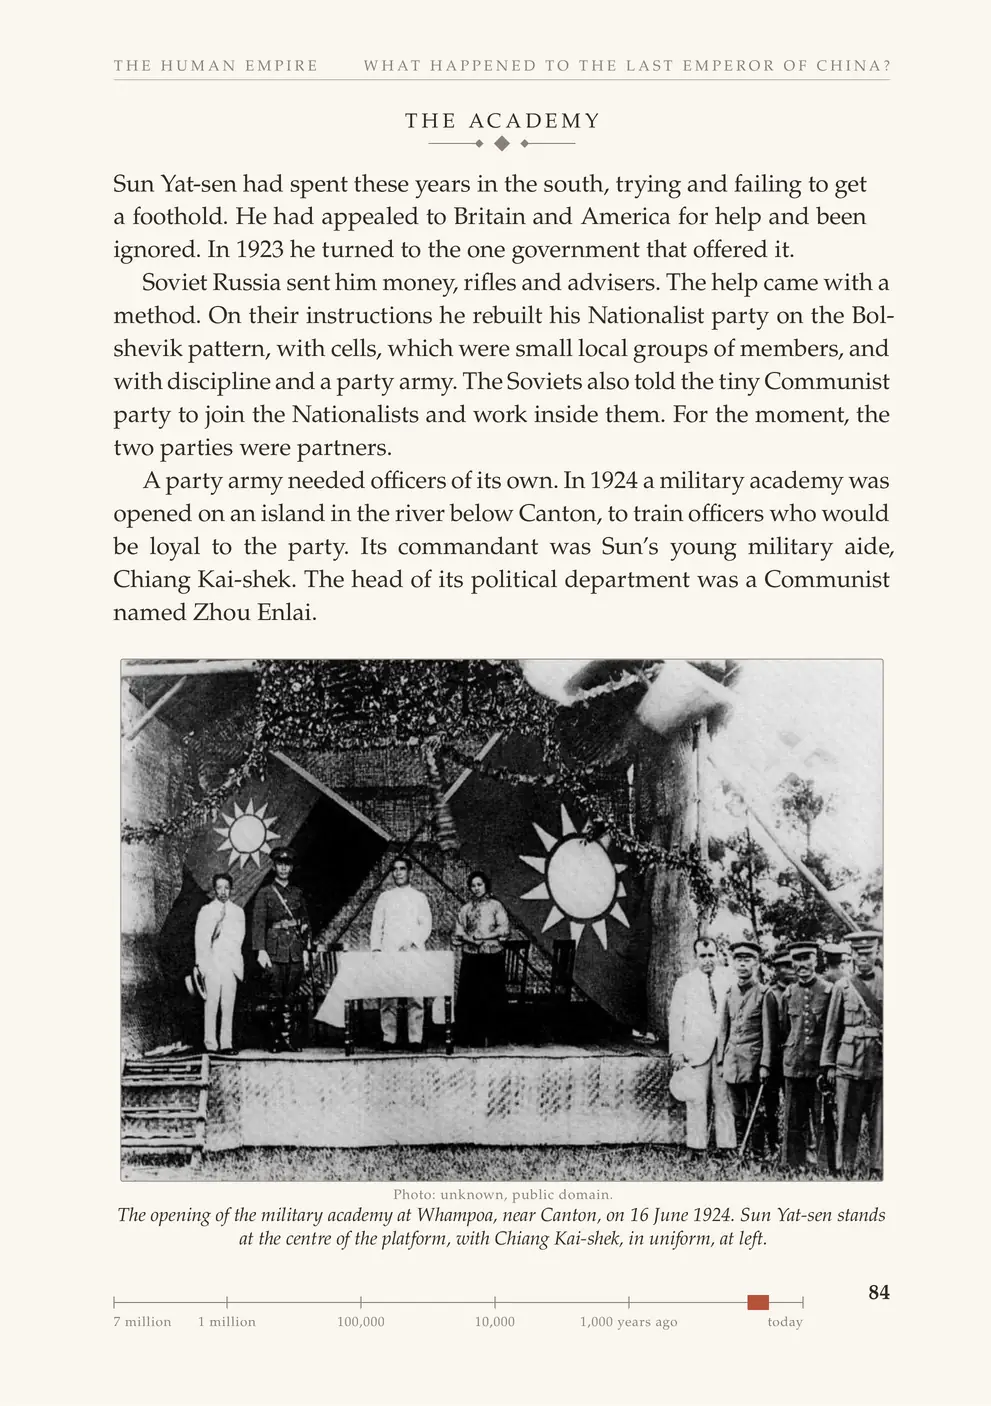 THE HUMAN EMPIRE WHAT HAPPENED TO THE LAST EMPEROR OF CHINA?
THE ACADEMY
Sun Yat-sen had spent these years in the south, trying and failing to get
a foothold. He had appealed to Britain and America for help and been
ignored. In 1923 he turned to the one government that offered it.
Soviet Russia sent him money, rifles and advisers. The help came with a
method. On their instructions he rebuilt his Nationalist party on the Bol-
shevik pattern, with cells, which were small local groups of members, and
with discipline and a party army. The Soviets also told the tiny Communist
party to join the Nationalists and work inside them. For the moment, the
two parties were partners.
A party army needed officers of its own. In 1924 a military academy was
opened on an island in the river below Canton, to train officers who would
be loyal to the party. Its commandant was Sun’s young military aide,
Chiang Kai-shek. The head of its political department was a Communist
named Zhou Enlai.
Photo: unknown, public domain.
The opening of the military academy at Whampoa, near Canton, on 16 June 1924. Sun Yat-sen stands
at the centre of the platform, with Chiang Kai-shek, in uniform, at left.
84
7 million 1 million 100,000 10,000 1,000 years ago today